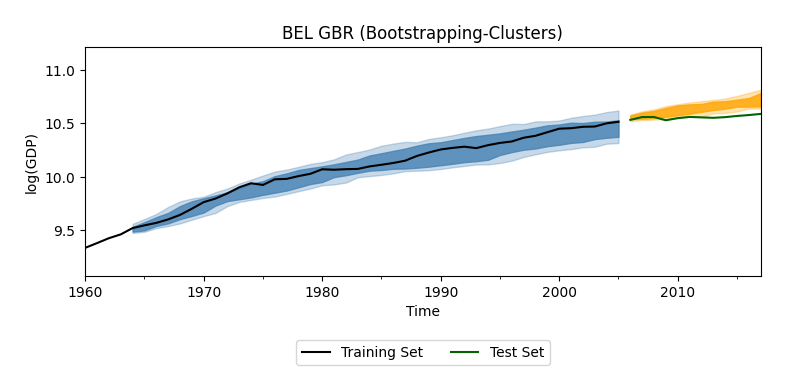 BEL GBR (Bootstrapping-Clusters)
11.0
10.5
10.0
9.5
log(GDP)
1960 1970 1980 1990 2000 2010
Time
Training Set Test Set